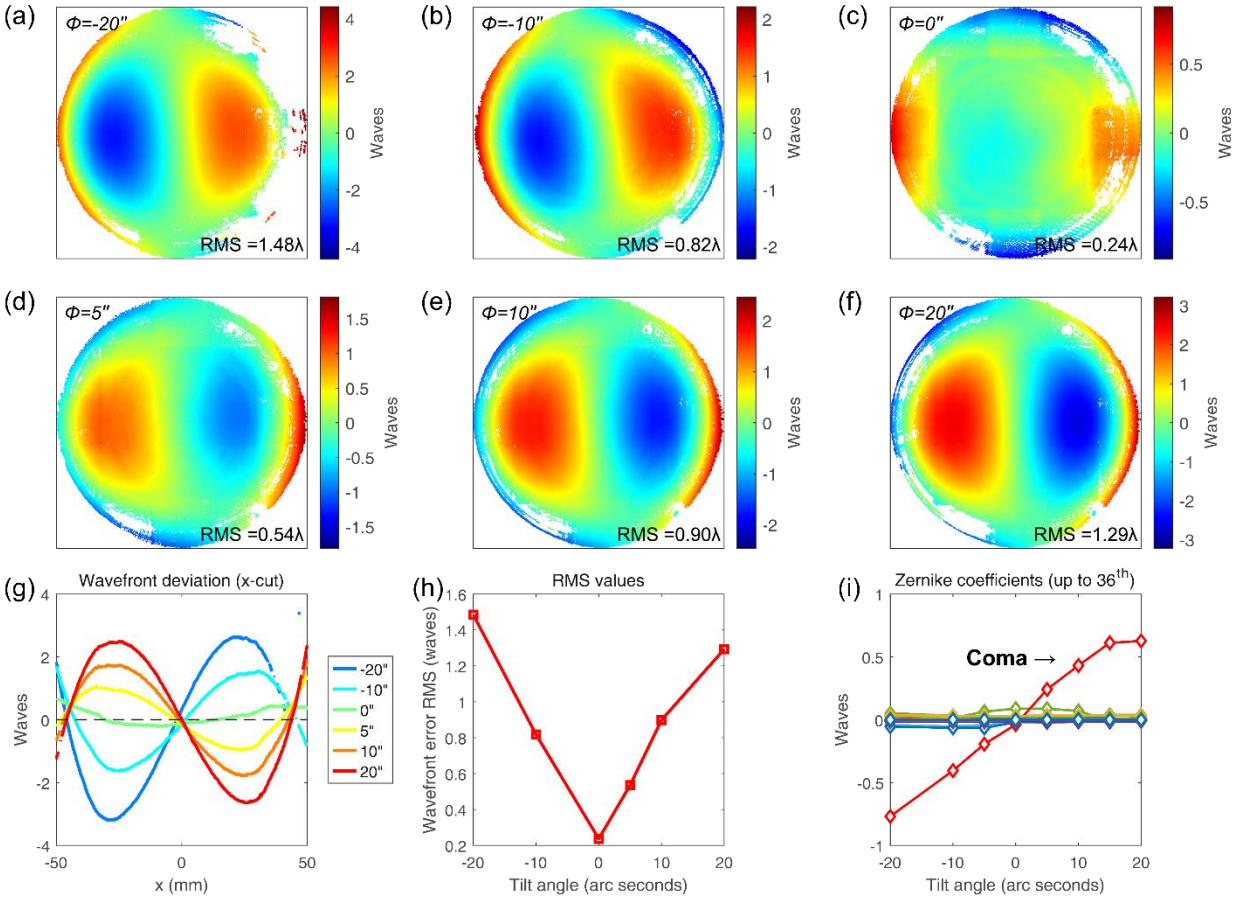 (a)
Φ=-20"
RMS =1.48λ
4
2
0
-2
-4
Waves
(b)
Φ=-10"
RMS =0.82λ
2
1
0
-1
-2
Waves
(c)
Φ=0"
RMS =0.24λ
0.5
0
-0.5
Waves
(d)
Φ=5"
RMS =0.54λ
1.5
1
0.5
0
-0.5
-1
-1.5
Waves
(e)
Φ=10"
RMS =0.90λ
2
1
0
-1
-2
Waves
(f)
Φ=20"
RMS =1.29λ
3
2
1
0
-1
-2
-3
Waves
(g)
Wavefront deviation (x-cut)
4
2
0
-2
-4
Waves
-50
0
50
x (mm)
-20"
-10"
0"
5"
10"
20"
(h)
RMS values
1.6
1.4
1.2
1
0.8
0.6
0.4
0.2
Wavefront error RMS (waves)
-20
-10
0
10
20
Tilt angle (arc seconds)
(i)
Zernike coefficients (up to 36th)
1
0.5
0
-0.5
-1
Waves
Coma →
-20
-10
0
10
20
Tilt angle (arc seconds)